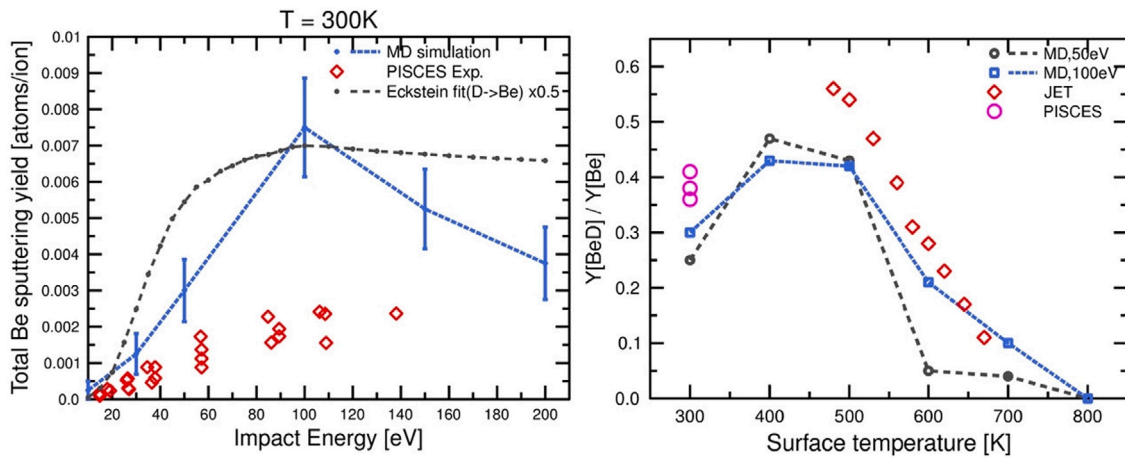 T = 300K
Total Be sputtering yield [atoms/ion]
0.01
0.009
0.008
0.007
0.006
0.005
0.004
0.003
0.002
0.001
0.0
MD simulation
PISCES Exp.
Eckstein fit(D->Be) x0.5
20 40 60 80 100 120 140 160 180 200
Impact Energy [eV]
Y[BeD] / Y[Be]
0.6
0.5
0.4
0.3
0.2
0.1
0.0
MD,50eV
MD,100eV
JET
PISCES
300 400 500 600 700 800
Surface temperature [K]